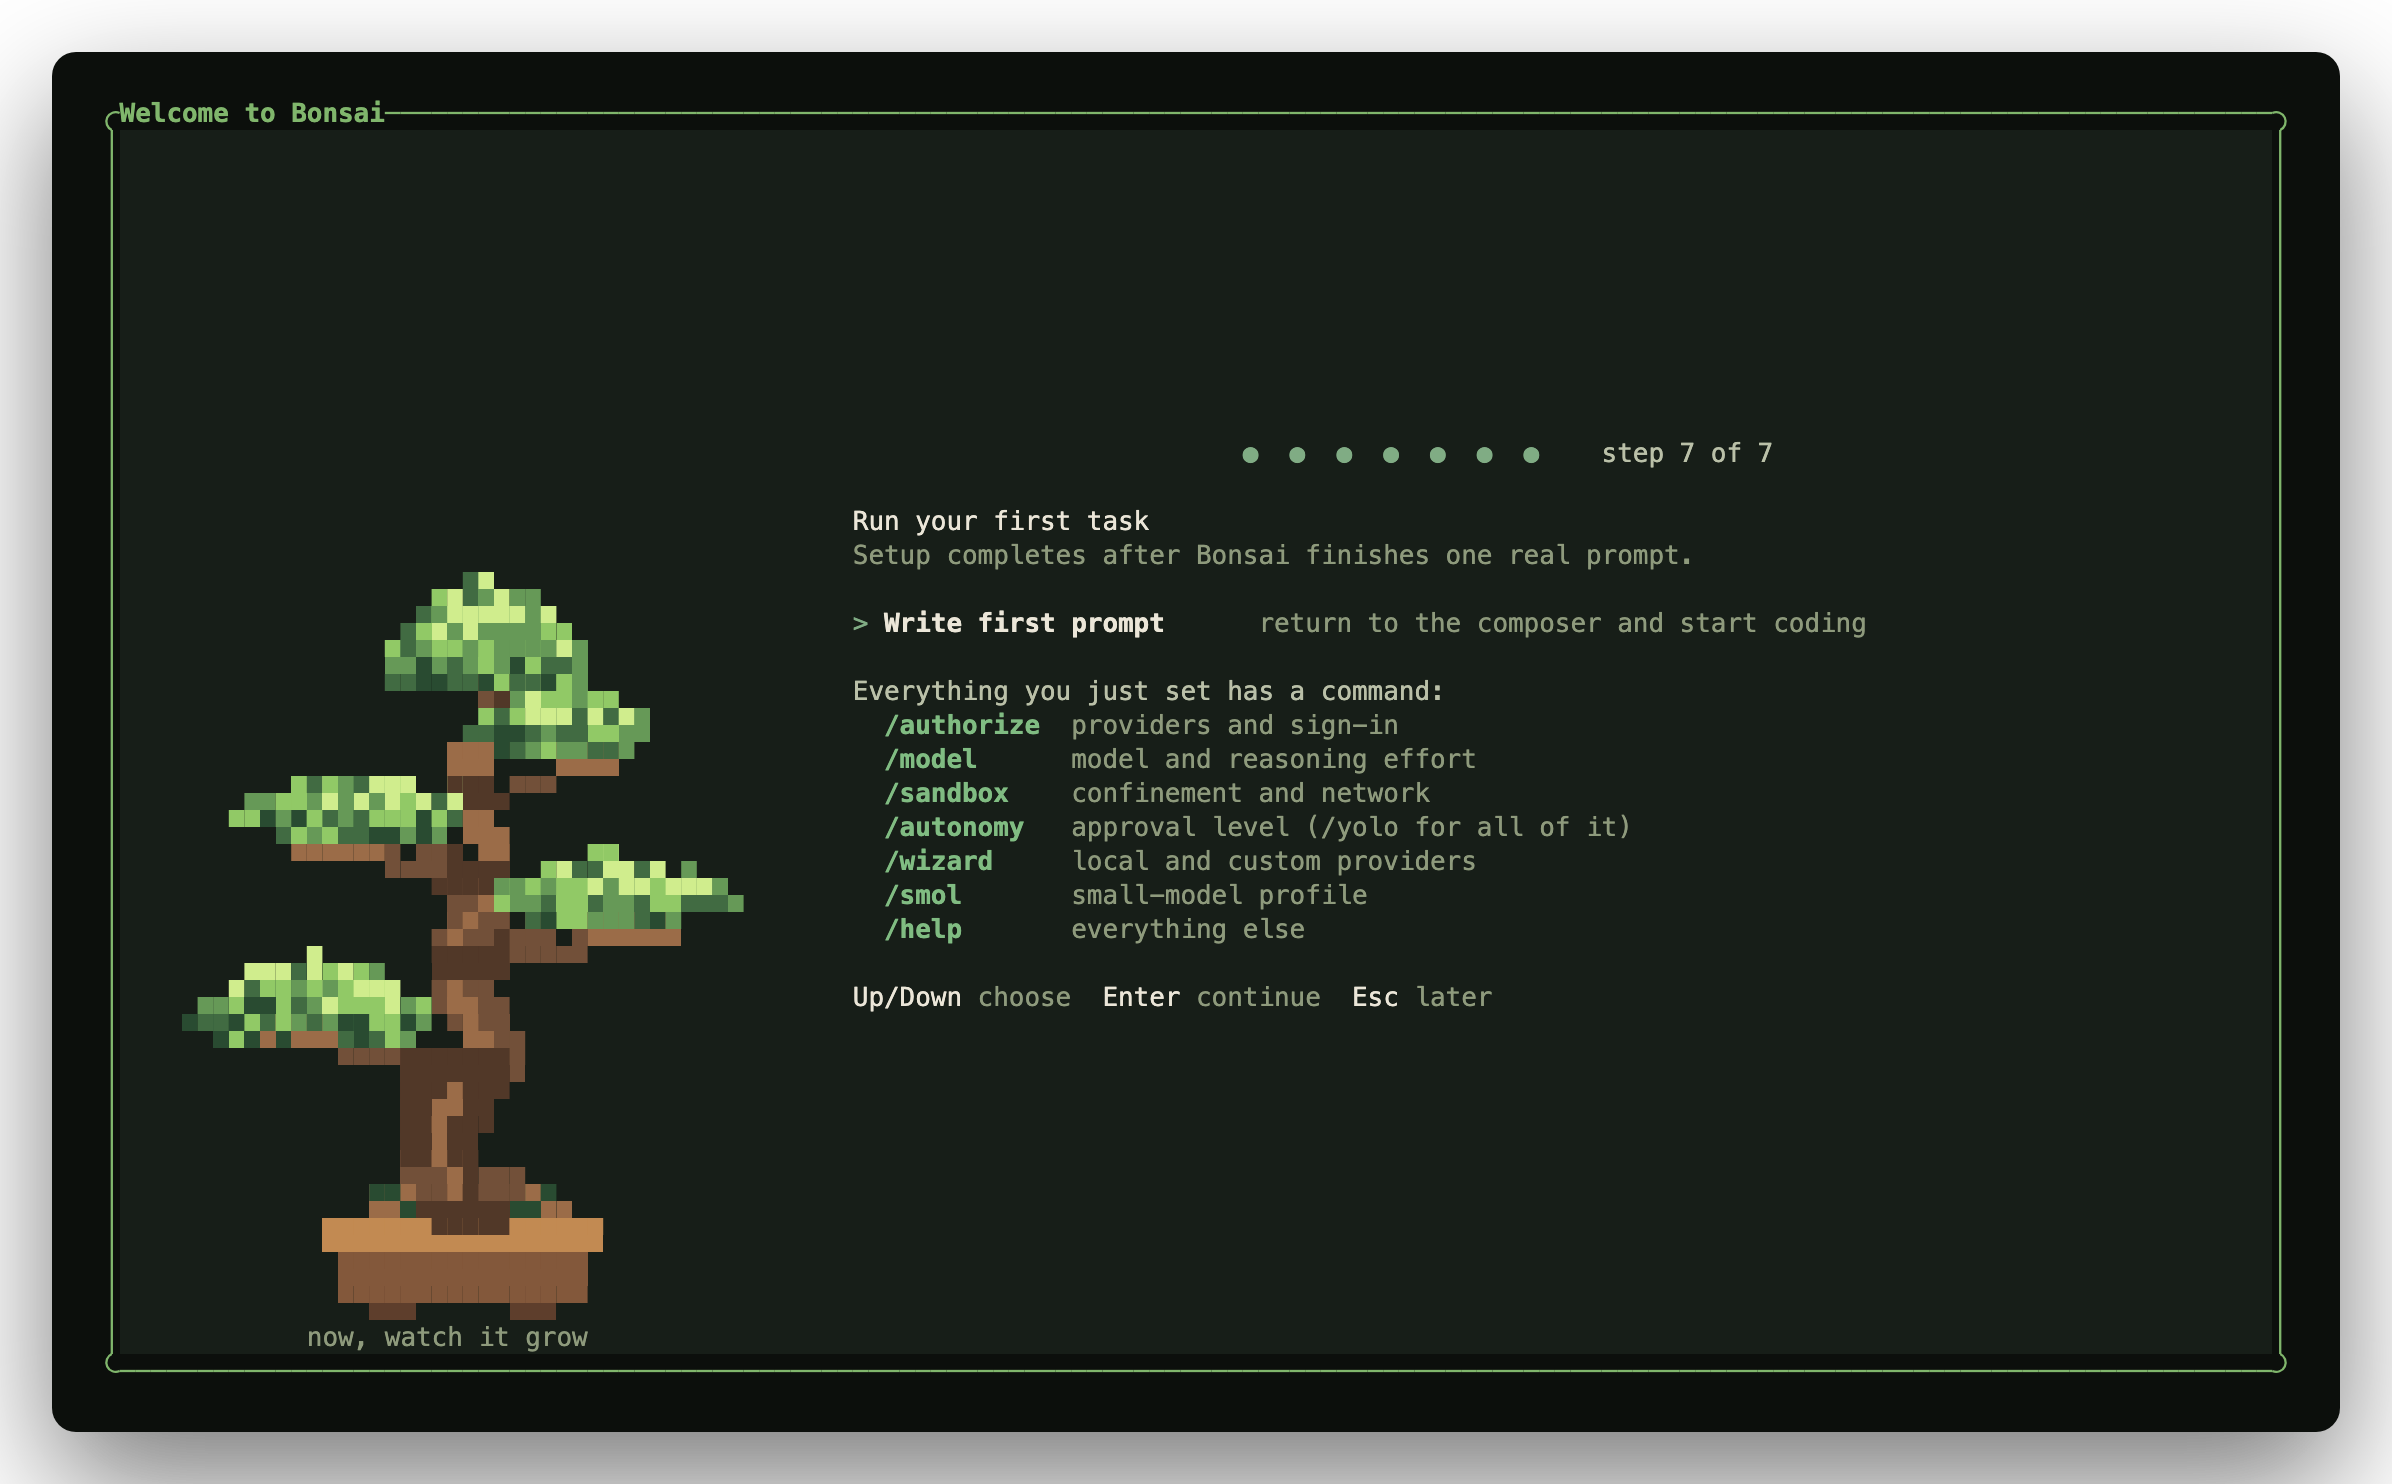 Welcome to Bonsai
step 7 of 7
Run your first task
Setup completes after Bonsai finishes one real prompt.
> Write first prompt return to the composer and start coding
Everything you just set has a command:
/authorize providers and sign-in
/model model and reasoning effort
/sandbox confinement and network
/autonomy approval level (/yolo for all of it)
/wizard local and custom providers
/smol small-model profile
/help everything else
Up/Down choose Enter continue Esc later
now, watch it grow